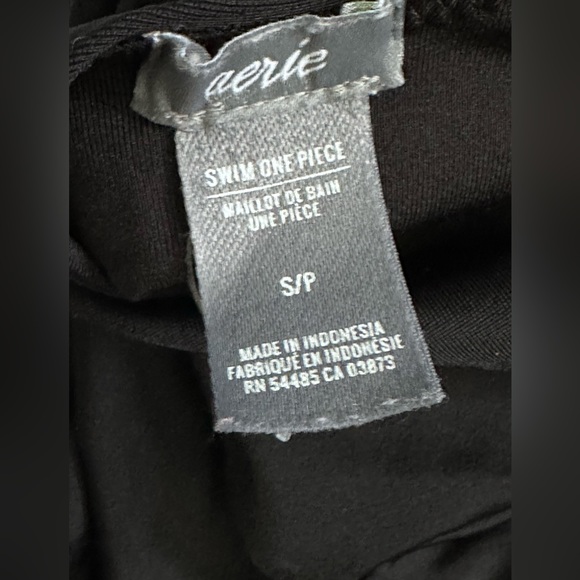 aerie
SWIM ONE PIECE
MAILLOT DE BAIN
UNE PIÈCE
S/P
MADE IN INDONESIA
FABRIQUÉ EN INDONÉSIE
RN 54485 CA 03873